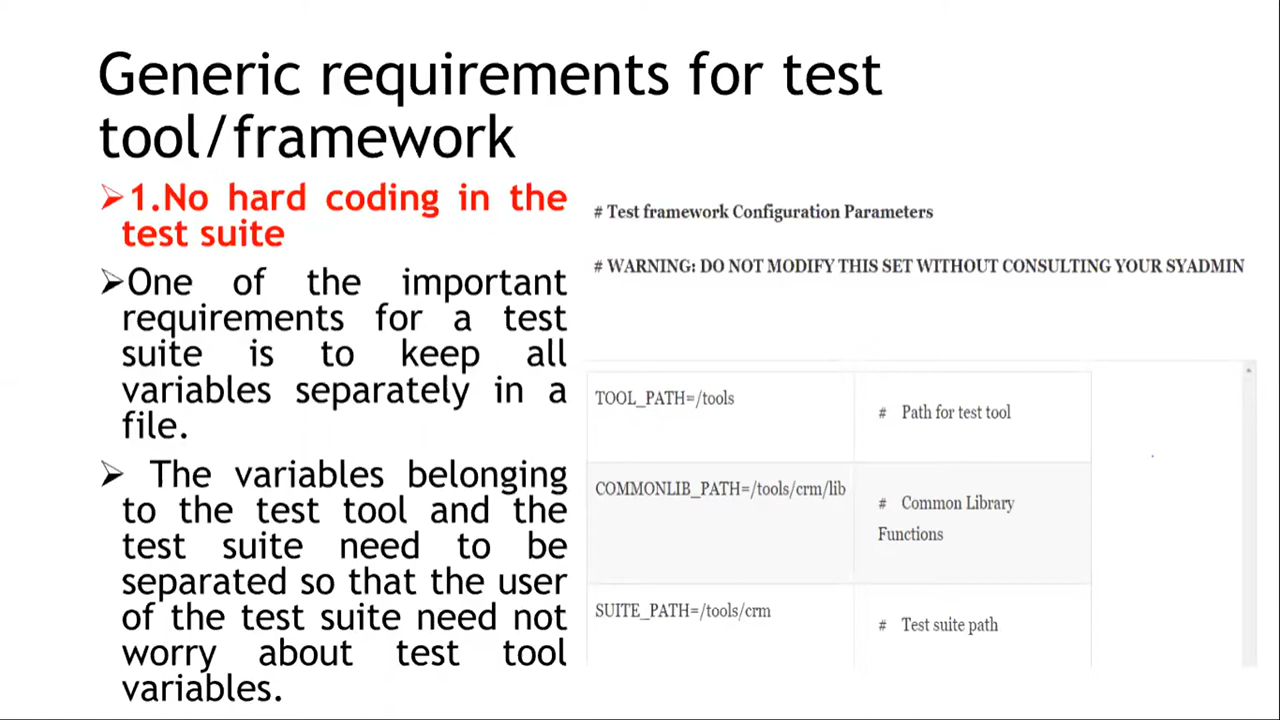 Generic requirements for test
tool/framework
➢1.No hard coding in the
test suite
➢One of the important
requirements for a test
suite is to keep all
variables separately in a
file.
➢ The variables belonging
to the test tool and the
test suite need to be
separated so that the user
of the test suite need not
worry about test tool
variables.
# Test framework Configuration Parameters
# WARNING: DO NOT MODIFY THIS SET WITHOUT CONSULTING YOUR SYADMIN
TOOL_PATH=/tools
# Path for test tool
COMMONLIB_PATH=/tools/crm/lib
# Common Library
Functions
SUITE_PATH=/tools/crm
# Test suite path